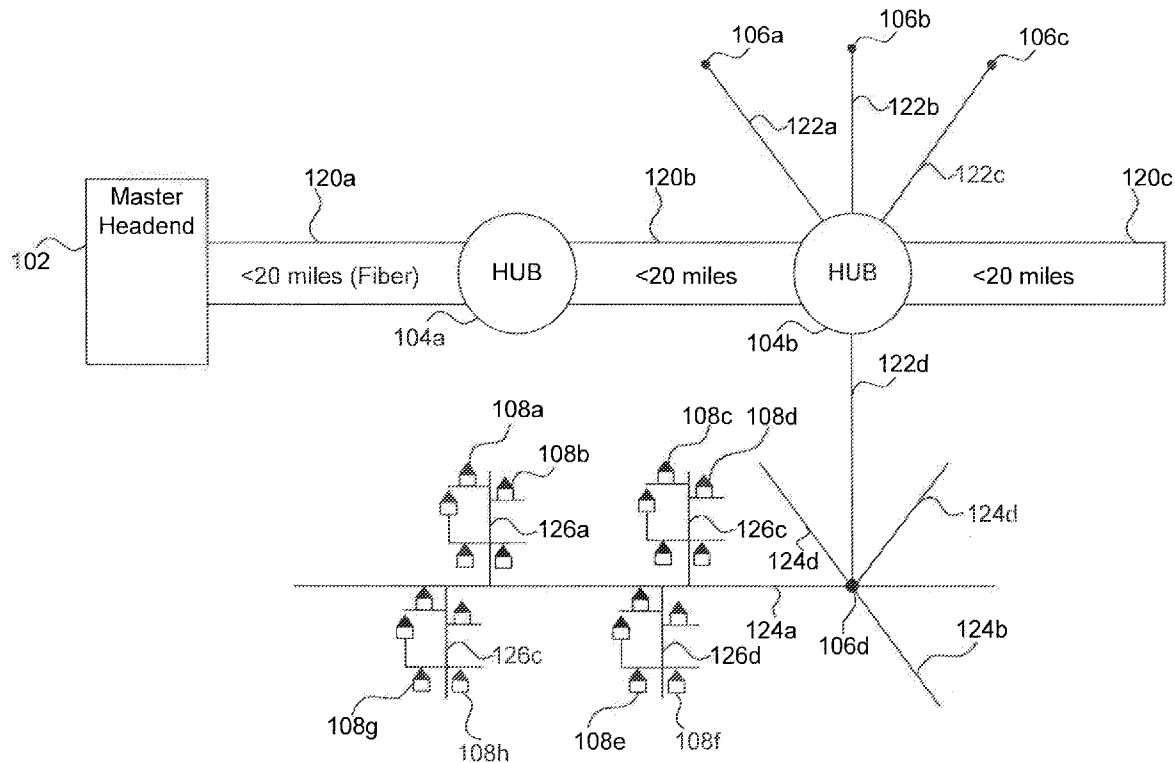 106a
106b
106c
122a
122b
122c
120a
120b
120c
Master
Headend
102
<20 miles (Fiber)
HUB
<20 miles
HUB
<20 miles
104a
104b
122d
108a
108b
108c
108d
126a
126c
124d
124d
124a
106d
124b
126c
126d
108g
108h
108e
108f